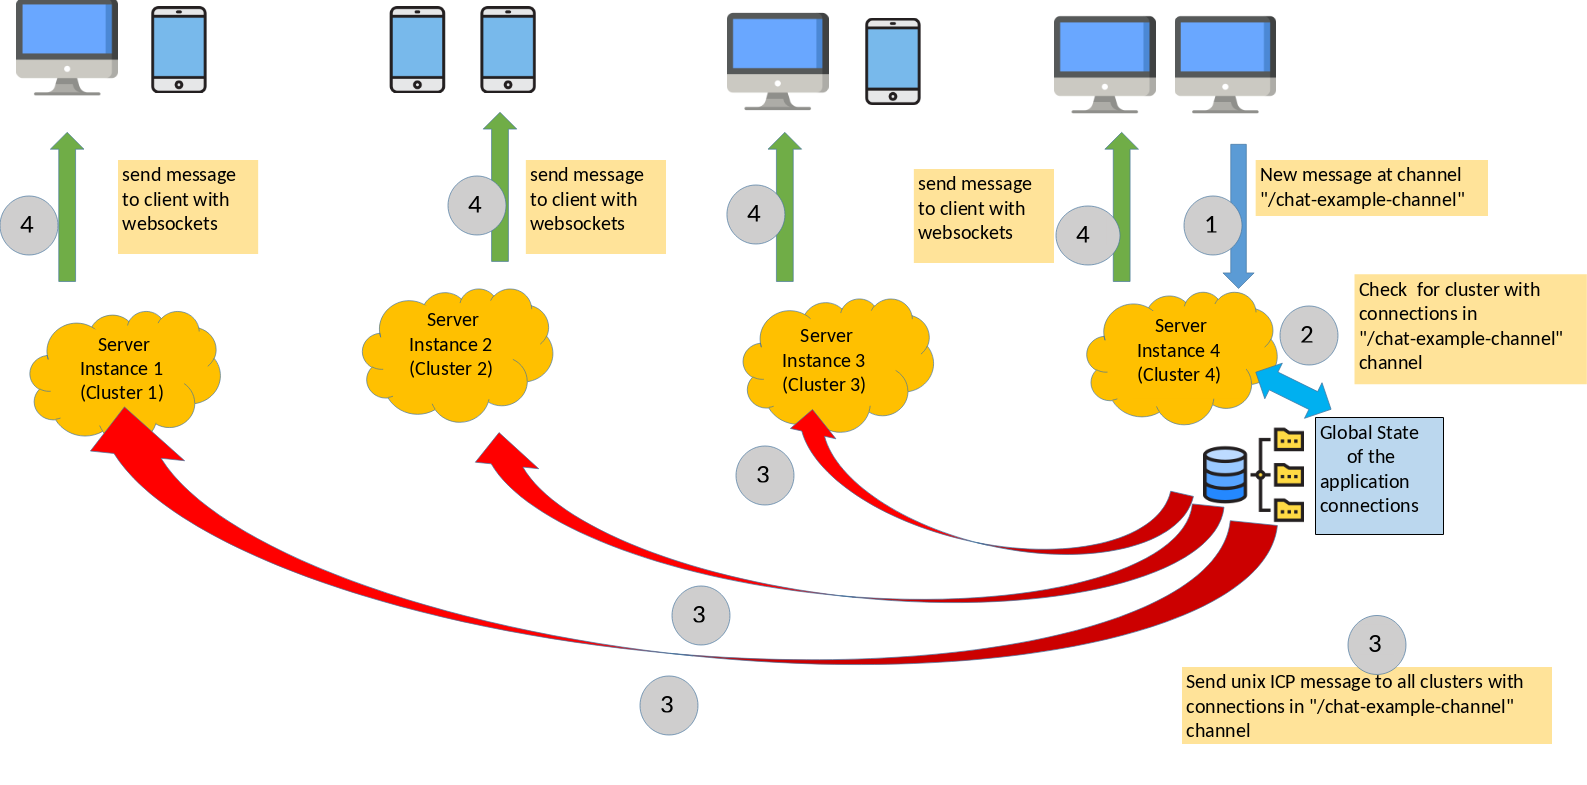 send message
to client with
websockets
4
send message
to client with
websockets
4
4
send message
to client with
websockets
4
1
New message at channel
"/chat-example-channel"
Server
Instance 1
(Cluster 1)
Server
Instance 2
(Cluster 2)
Server
Instance 3
(Cluster 3)
Server
Instance 4
(Cluster 4)
2
Check  for cluster with
connections in
"/chat-example-channel"
channel
Global State
of the
application
connections
3
3
3
3
Send unix ICP message to all clusters with
connections in "/chat-example-channel"
channel